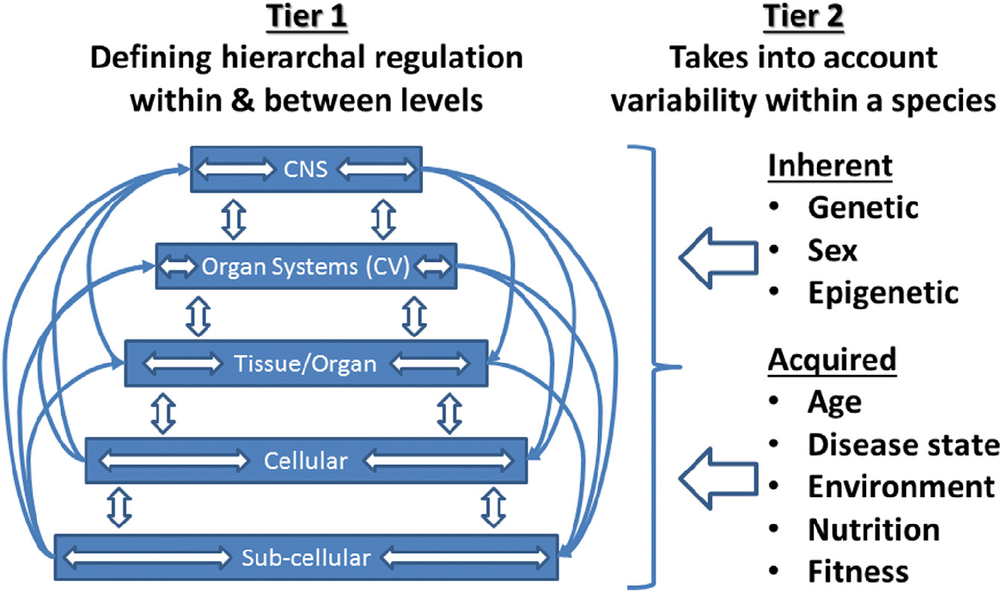 Tier 1
Defining hierarchal regulation
within & between levels
CNS
Organ Systems (CV)
Tissue/Organ
Cellular
Sub-cellular
Tier 2
Takes into account
variability within a species
Inherent
• Genetic
• Sex
• Epigenetic
Acquired
• Age
• Disease state
• Environment
• Nutrition
• Fitness